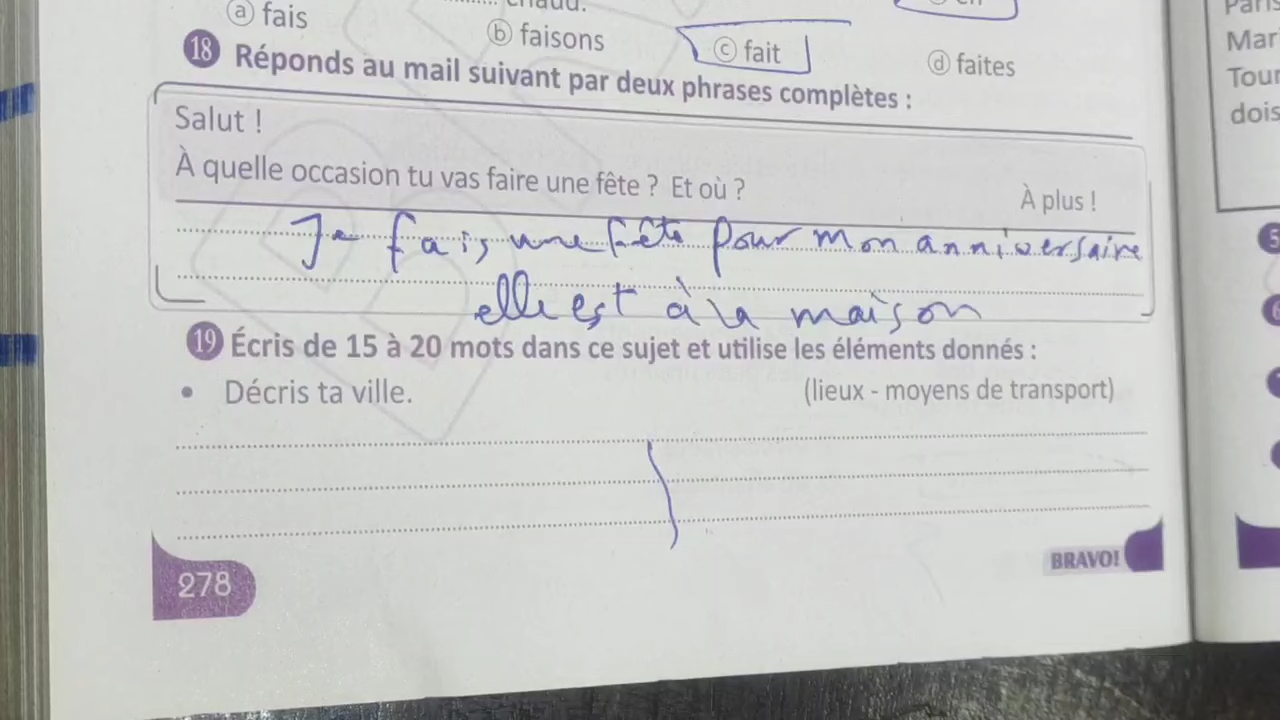 ⓐ fais
chaud.
ⓑ faisons
ⓒ fait
ⓓ faites
18 Réponds au mail suivant par deux phrases complètes :
Salut !
À quelle occasion tu vas faire une fête ? Et où ?
À plus !
Je fais une fête pour mon anniversaire
elle est à la maison
19 Écris de 15 à 20 mots dans ce sujet et utilise les éléments donnés :
• Décris ta ville. (lieux - moyens de transport)
278
BRAVO!
Tour
dois